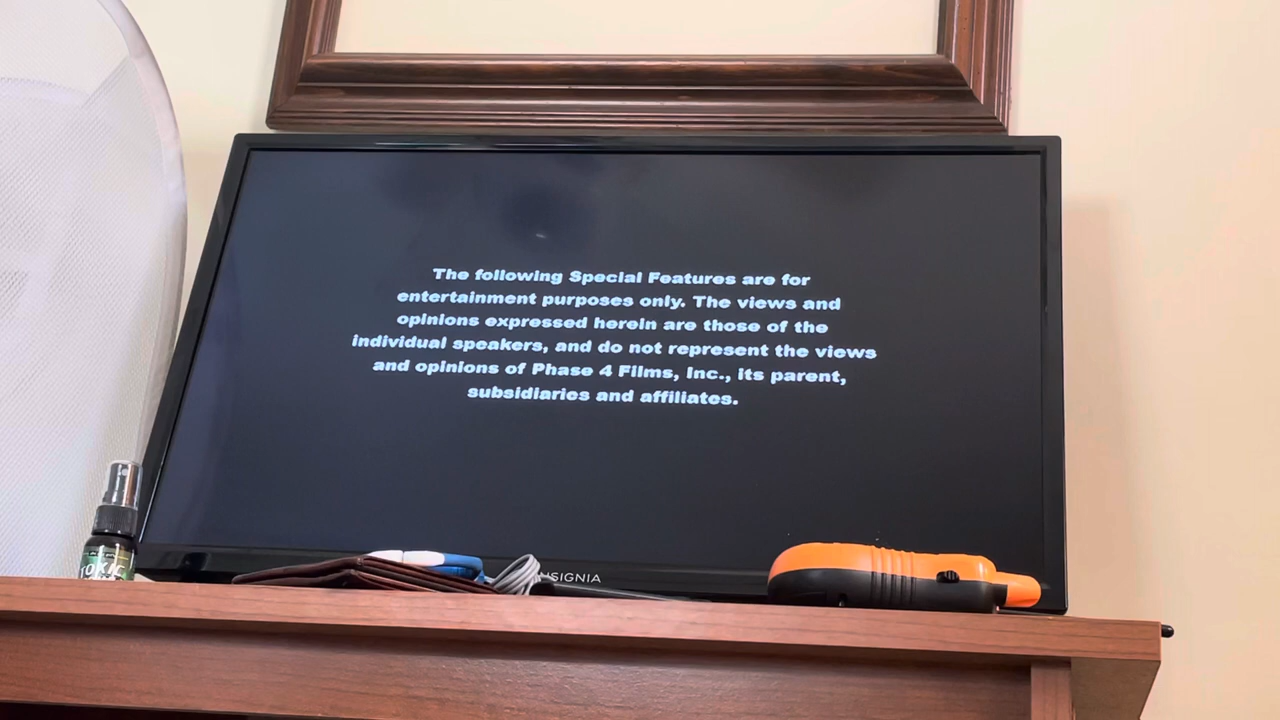 The following Special Features are for
entertainment purposes only. The views and
opinions expressed herein are those of the
individual speakers, and do not represent the views
and opinions of Phase 4 Films, Inc., its parent,
subsidiaries and affiliates.
TOXIC
NSIGNIA